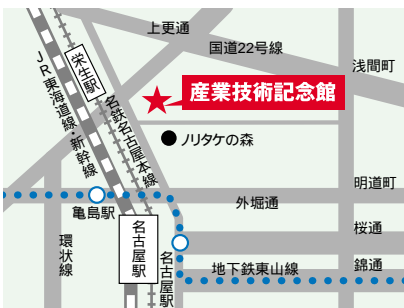 上更通
国道22号線
浅間町
栄生駅
産業技術記念館
JR東海道線・新幹線
名鉄名古屋本線
ノリタケの森
明道町
外堀通
亀島駅
名古屋駅
名古屋駅
桜通
環状線
地下鉄東山線
錦通